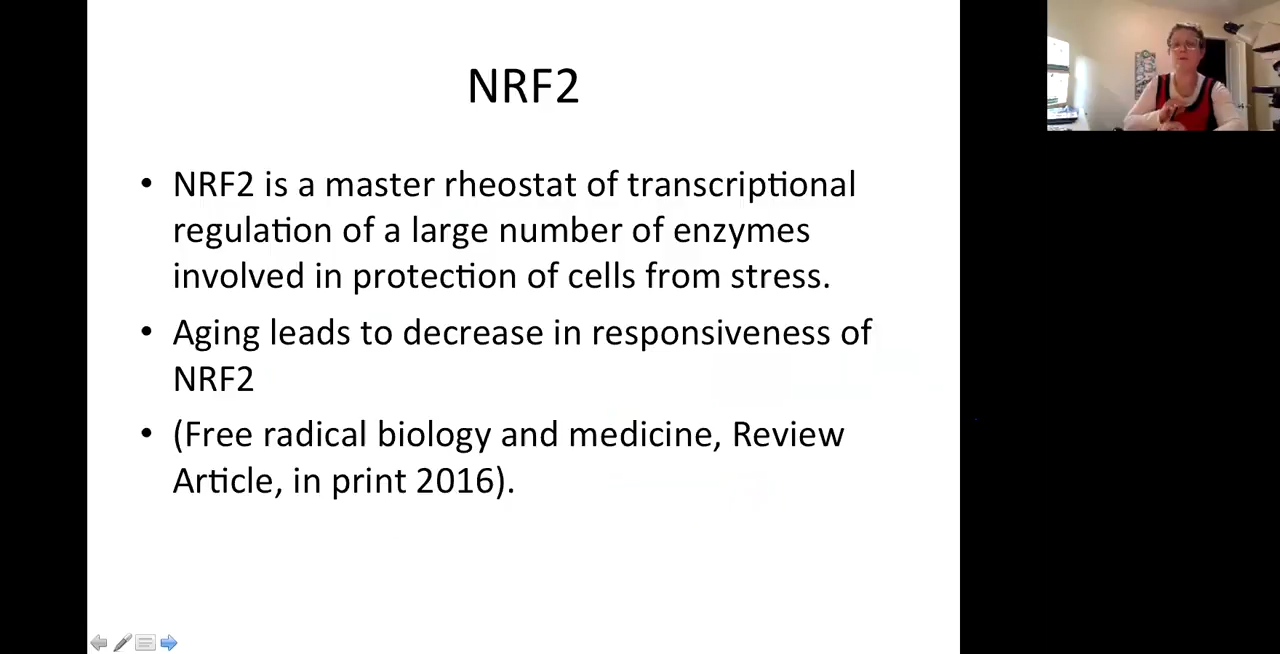 NRF2
• NRF2 is a master rheostat of transcriptional
regulation of a large number of enzymes
involved in protection of cells from stress.
• Aging leads to decrease in responsiveness of
NRF2
• (Free radical biology and medicine, Review
Article, in print 2016).